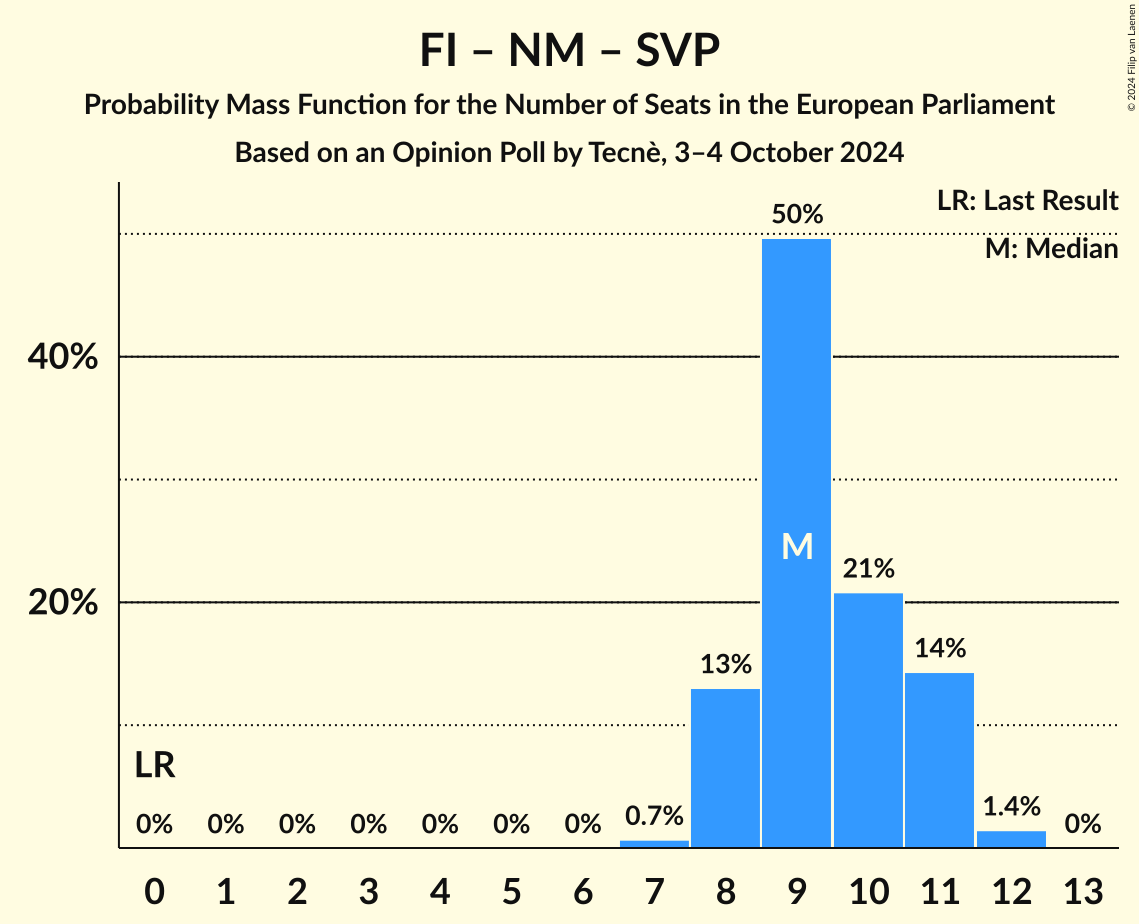 FI – NM – SVP
Probability Mass Function for the Number of Seats in the European Parliament
Based on an Opinion Poll by Tecnè, 3–4 October 2024
© 2024 Filip van Laenen
LR: Last Result
M: Median
50%
40%
M
21%
20%
14%
13%
LR
1.4%
0.7%
0% 0% 0% 0% 0% 0% 0% 0%
0 1 2 3 4 5 6 7 8 9 10 11 12 13